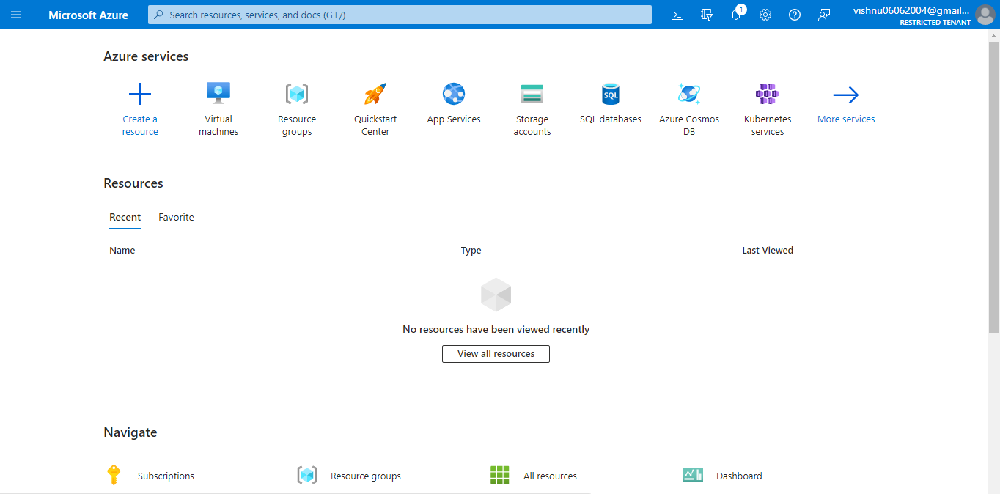 Microsoft Azure
Search resources, services, and docs (G+/)
1
vishnu06062004@gmail...
RESTRICTED TENANT
Azure services
Create a
resource
Virtual
machines
Resource
groups
Quickstart
Center
App Services
Storage
accounts
SQL
SQL databases
Azure Cosmos
DB
Kubernetes
services
More services
Resources
Recent
Favorite
Name
Type
Last Viewed
No resources have been viewed recently
View all resources
Navigate
Subscriptions
Resource groups
All resources
Dashboard